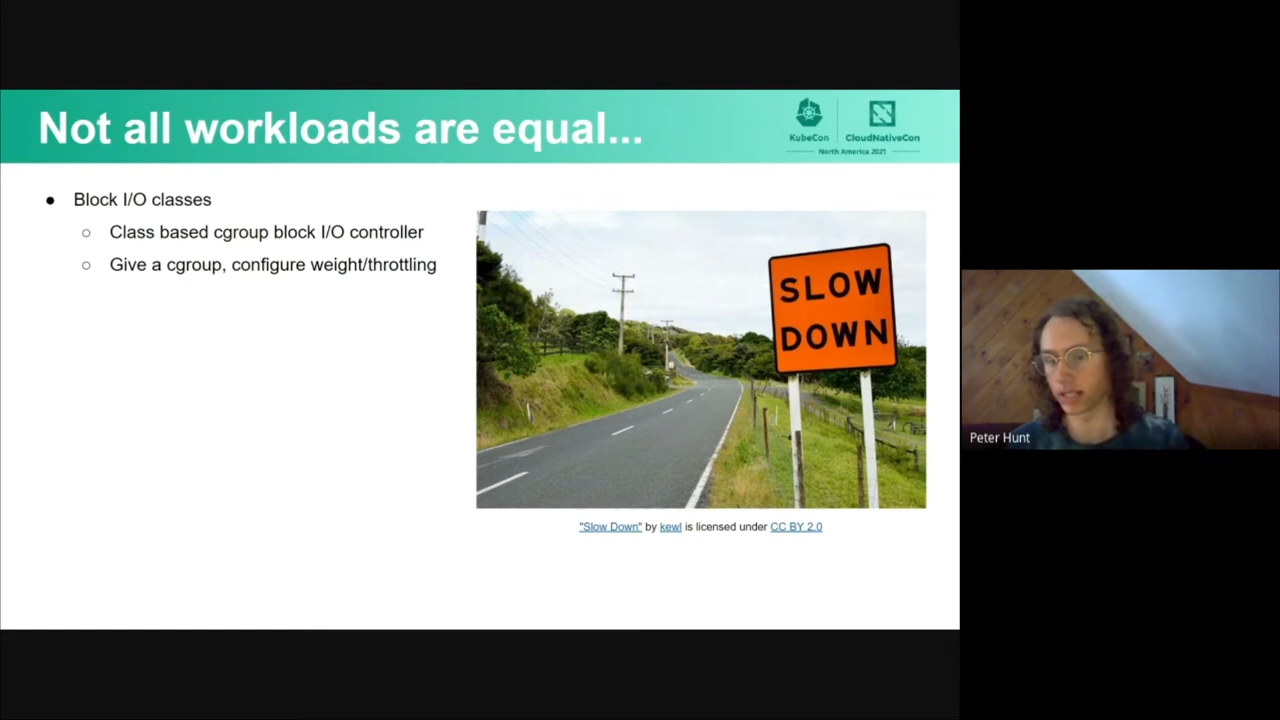 Not all workloads are equal...
KubeCon
CloudNativeCon
North America 2021
● Block I/O classes
○ Class based cgroup block I/O controller
○ Give a cgroup, configure weight/throttling
SLOW
DOWN
"Slow Down" by kewl is licensed under CC BY 2.0
Peter Hunt